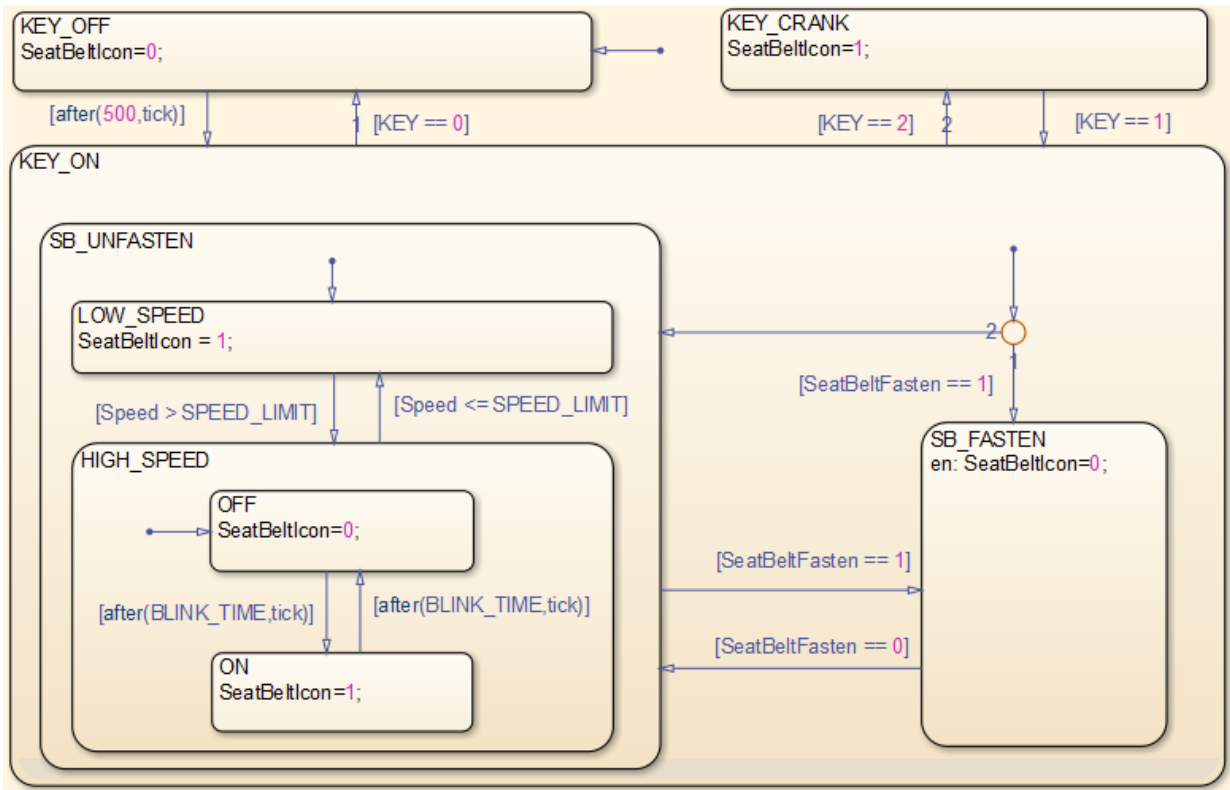 KEY_OFF
SeatBeltIcon=0;
KEY_CRANK
SeatBeltIcon=1;
[after(500,tick)]
1
[KEY == 0]
[KEY == 2]
2
[KEY == 1]
KEY_ON
SB_UNFASTEN
LOW_SPEED
SeatBeltIcon = 1;
2
1
[SeatBeltFasten == 1]
[Speed > SPEED_LIMIT]
[Speed <= SPEED_LIMIT]
SB_FASTEN
en: SeatBeltIcon=0;
HIGH_SPEED
OFF
SeatBeltIcon=0;
[SeatBeltFasten == 1]
[after(BLINK_TIME,tick)]
[after(BLINK_TIME,tick)]
[SeatBeltFasten == 0]
ON
SeatBeltIcon=1;